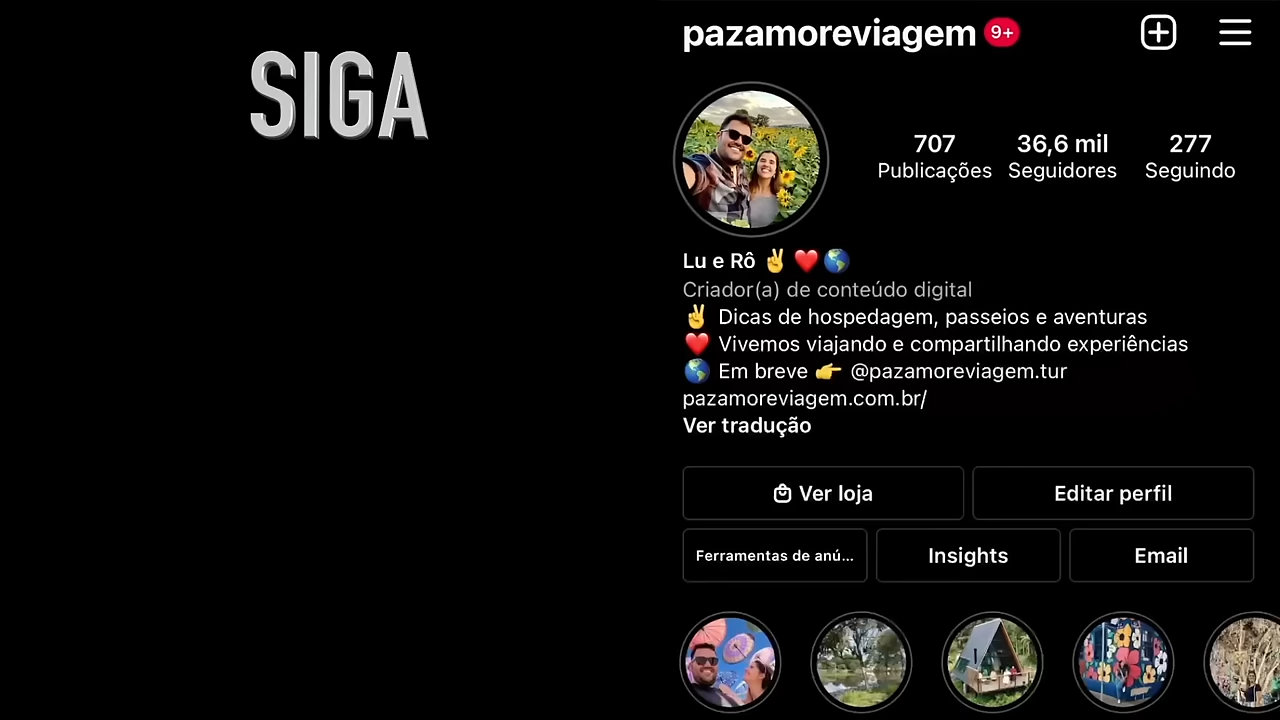 SIGA
pazamoreviagem 9+
707 36,6 mil 277
Publicações Seguidores Seguindo
Lu e Rô ✌️❤️🌎
Criador(a) de conteúdo digital
✌️ Dicas de hospedagem, passeios e aventuras
❤️ Vivemos viajando e compartilhando experiências
🌎 Em breve 👉 @pazamoreviagem.tur
pazamoreviagem.com.br/
Ver tradução
Ver loja Editar perfil
Ferramentas de anú... Insights Email